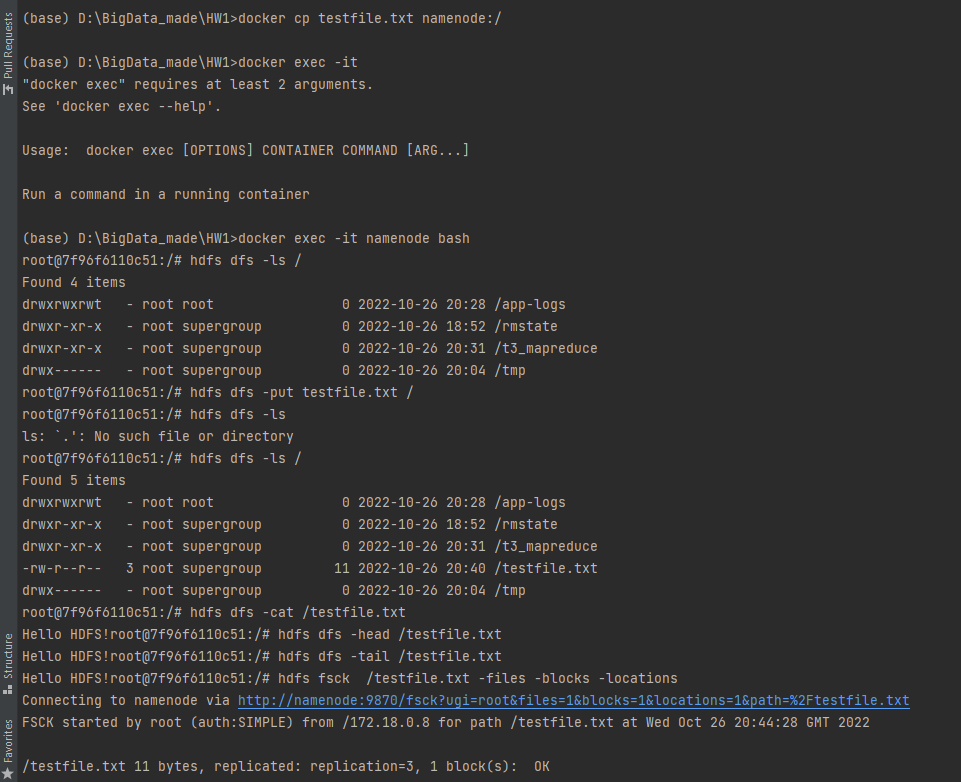 Pull Requests
Structure
Favorites
(base) D:\BigData_made\HW1>docker cp testfile.txt namenode:/
(base) D:\BigData_made\HW1>docker exec -it
"docker exec" requires at least 2 arguments.
See 'docker exec --help'.
Usage:  docker exec [OPTIONS] CONTAINER COMMAND [ARG...]
Run a command in a running container
(base) D:\BigData_made\HW1>docker exec -it namenode bash
root@7f96f6110c51:/# hdfs dfs -ls /
Found 4 items
drwxrwxrwt   - root root                0 2022-10-26 20:28 /app-logs
drwxr-xr-x   - root supergroup          0 2022-10-26 18:52 /rmstate
drwxr-xr-x   - root supergroup          0 2022-10-26 20:31 /t3_mapreduce
drwx------   - root supergroup          0 2022-10-26 20:04 /tmp
root@7f96f6110c51:/# hdfs dfs -put testfile.txt /
root@7f96f6110c51:/# hdfs dfs -ls
ls: `.': No such file or directory
root@7f96f6110c51:/# hdfs dfs -ls /
Found 5 items
drwxrwxrwt   - root root                0 2022-10-26 20:28 /app-logs
drwxr-xr-x   - root supergroup          0 2022-10-26 18:52 /rmstate
drwxr-xr-x   - root supergroup          0 2022-10-26 20:31 /t3_mapreduce
-rw-r--r--   3 root supergroup         11 2022-10-26 20:40 /testfile.txt
drwx------   - root supergroup          0 2022-10-26 20:04 /tmp
root@7f96f6110c51:/# hdfs dfs -cat /testfile.txt
Hello HDFS!root@7f96f6110c51:/# hdfs dfs -head /testfile.txt
Hello HDFS!root@7f96f6110c51:/# hdfs dfs -tail /testfile.txt
Hello HDFS!root@7f96f6110c51:/# hdfs fsck  /testfile.txt -files -blocks -locations
Connecting to namenode via http://namenode:9870/fsck?ugi=root&files=1&blocks=1&locations=1&path=%2Ftestfile.txt
FSCK started by root (auth:SIMPLE) from /172.18.0.8 for path /testfile.txt at Wed Oct 26 20:44:28 GMT 2022
/testfile.txt 11 bytes, replicated: replication=3, 1 block(s):  OK